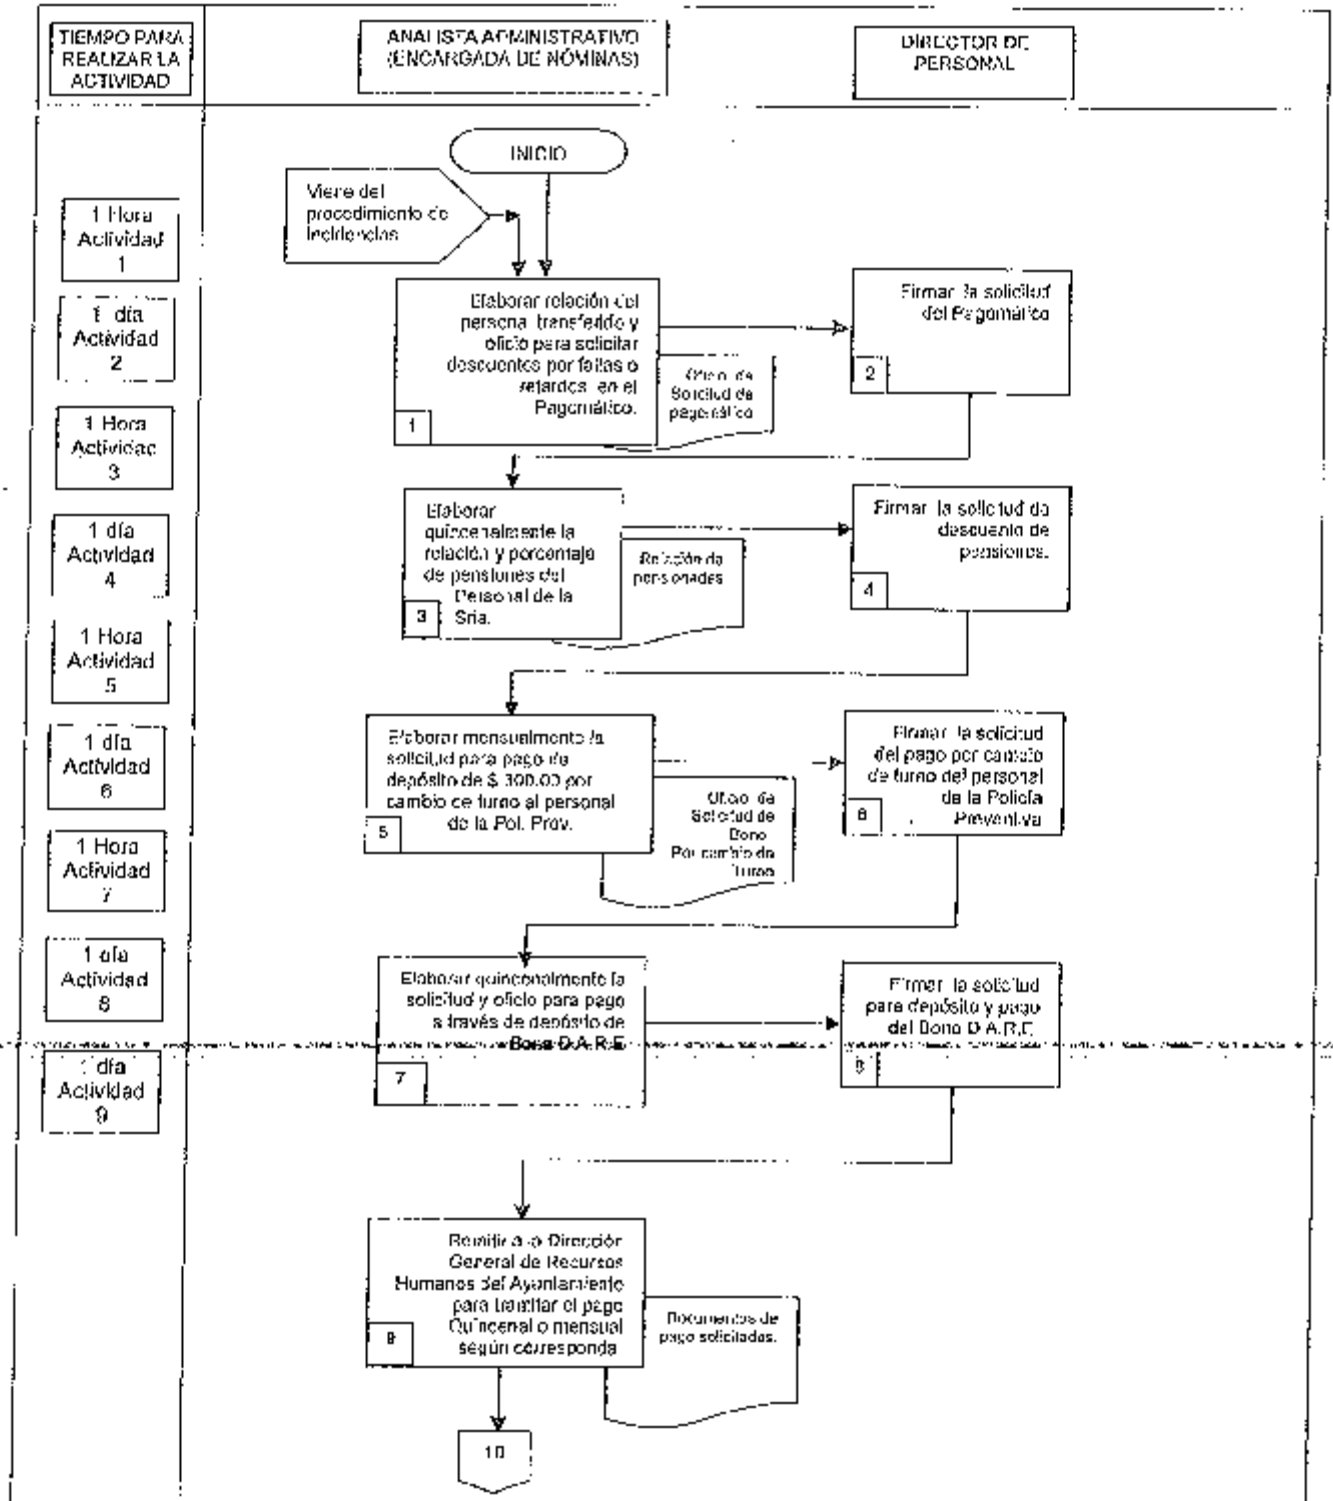 TIEMPO PARA
REALIZAR LA
ACTIVIDAD
ANALISTA ADMINISTRATIVO
(ENCARGADA DE NÓMINAS)
DIRECTOR DE
PERSONAL
INICIO
Viene del
procedimiento de
Incidencias
1 Hora
Actividad
1
1 día
Actividad
2
1 Hora
Actividad
3
1 día
Actividad
4
1 Hora
Actividad
5
1 día
Actividad
6
1 Hora
Actividad
7
1 día
Actividad
8
1 día
Actividad
9
Elaborar relación del
personal transferido y
oficio para solicitar
descuentos por faltas o
retardos, en el
Pagomático.
1
Oficio de
Solicitud de
pagomático
Firmar la solicitud
del Pagomático
2
Elaborar
quincenalmente la
relación y porcentaje
de pensiones del
Personal de la
Sria.
3
Relación de
pensionados
Firmar la solicitud de
descuento de
pensiones.
4
Elaborar mensualmente la
solicitud para pago de
depósito de $ 300.00 por
cambio de turno al personal
de la Pol. Prev.
5
Oficio de
Solicitud de
Bono
Por cambio de
Turno
Firmar la solicitud
del pago por cambio
de turno del personal
de la Policía
Preventiva
6
Elaborar quincenalmente la
solicitud y oficio para pago
a través de depósito de
Bono D.A.R.E
7
Firmar la solicitud
para depósito y pago
del Bono D.A.R.E
8
Remitir a la Dirección
General de Recursos
Humanos del Ayuntamiento
para tramitar el pago
Quincenal o mensual
según corresponda
9
Documentos de
pago solicitadas.
10